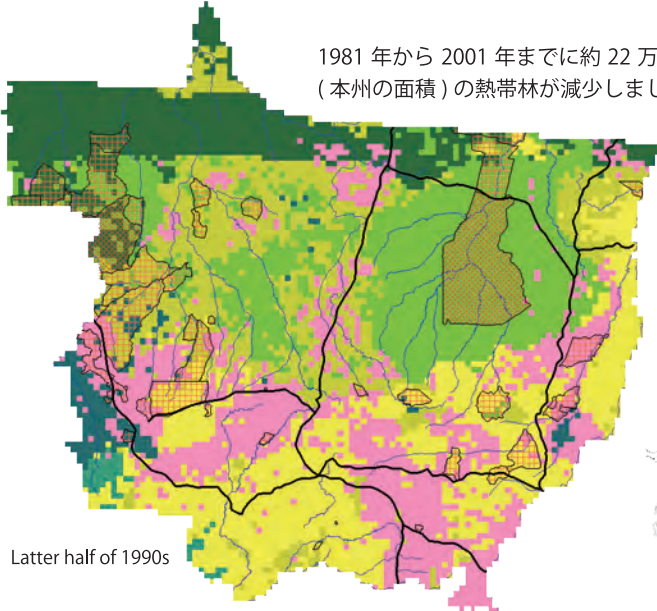 1981 年から 2001 年までに約 22 万
( 本州の面積 ) の熱帯林が減少しまし
Latter half of 1990s